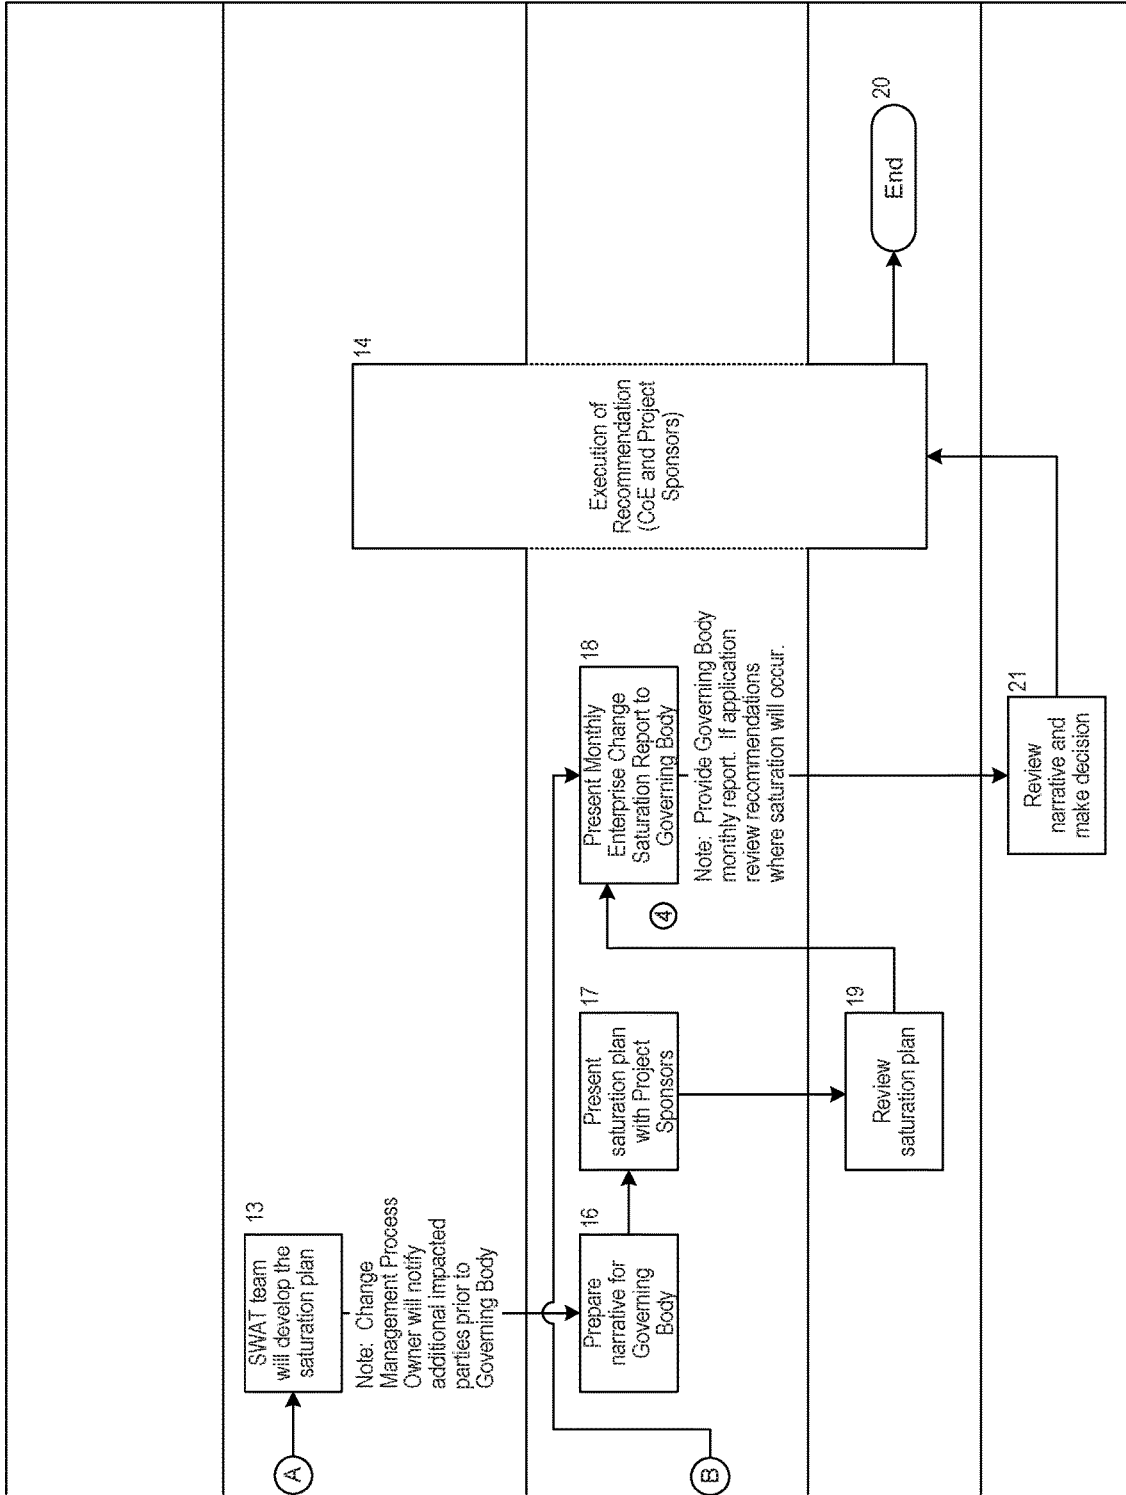 A
SWAT team
will develop the
saturation plan
13
Note: Change
Management Process
Owner will notify
additional impacted
parties prior to
Governing Body
14
Execution of
Recommendation
(CoE and Project
Sponsors)
B
Prepare
narrative for
Governing
Body
16
Present
saturation plan
with Project
Sponsors
17
4
Present Monthly
Enterprise Change
Saturation Report to
Governing Body
18
Note: Provide Governing Body
monthly report. If application
review recommendations
where saturation will occur.
Review
saturation plan
19
End
20
Review
narrative and
make decision
21